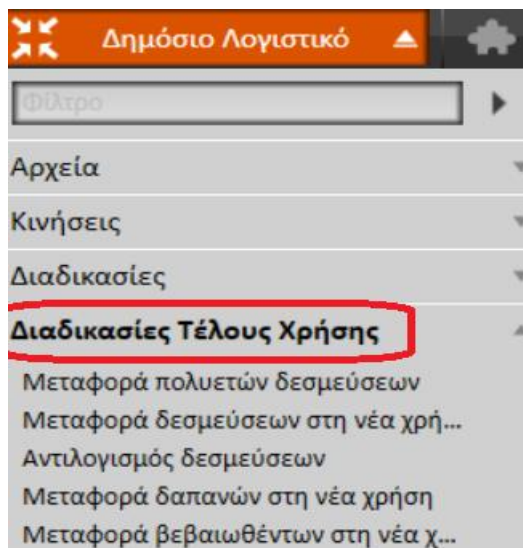 Δημόσιο Λογιστικό
Φίλτρο
Αρχεία
Κινήσεις
Διαδικασίες
Διαδικασίες Τέλους Χρήσης
Μεταφορά πολυετών δεσμεύσεων
Μεταφορά δεσμεύσεων στη νέα χρή...
Αντιλογισμός δεσμεύσεων
Μεταφορά δαπανών στη νέα χρήση
Μεταφορά βεβαιωθέντων στη νέα χ...